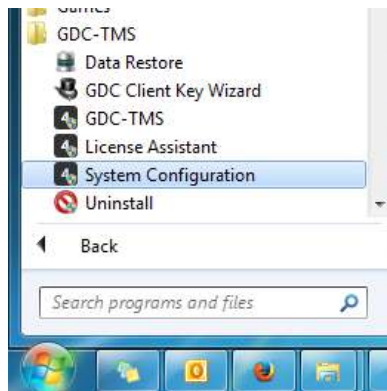 Games
GDC-TMS
Data Restore
GDC Client Key Wizard
GDC-TMS
License Assistant
System Configuration
Uninstall
Back
Search programs and files